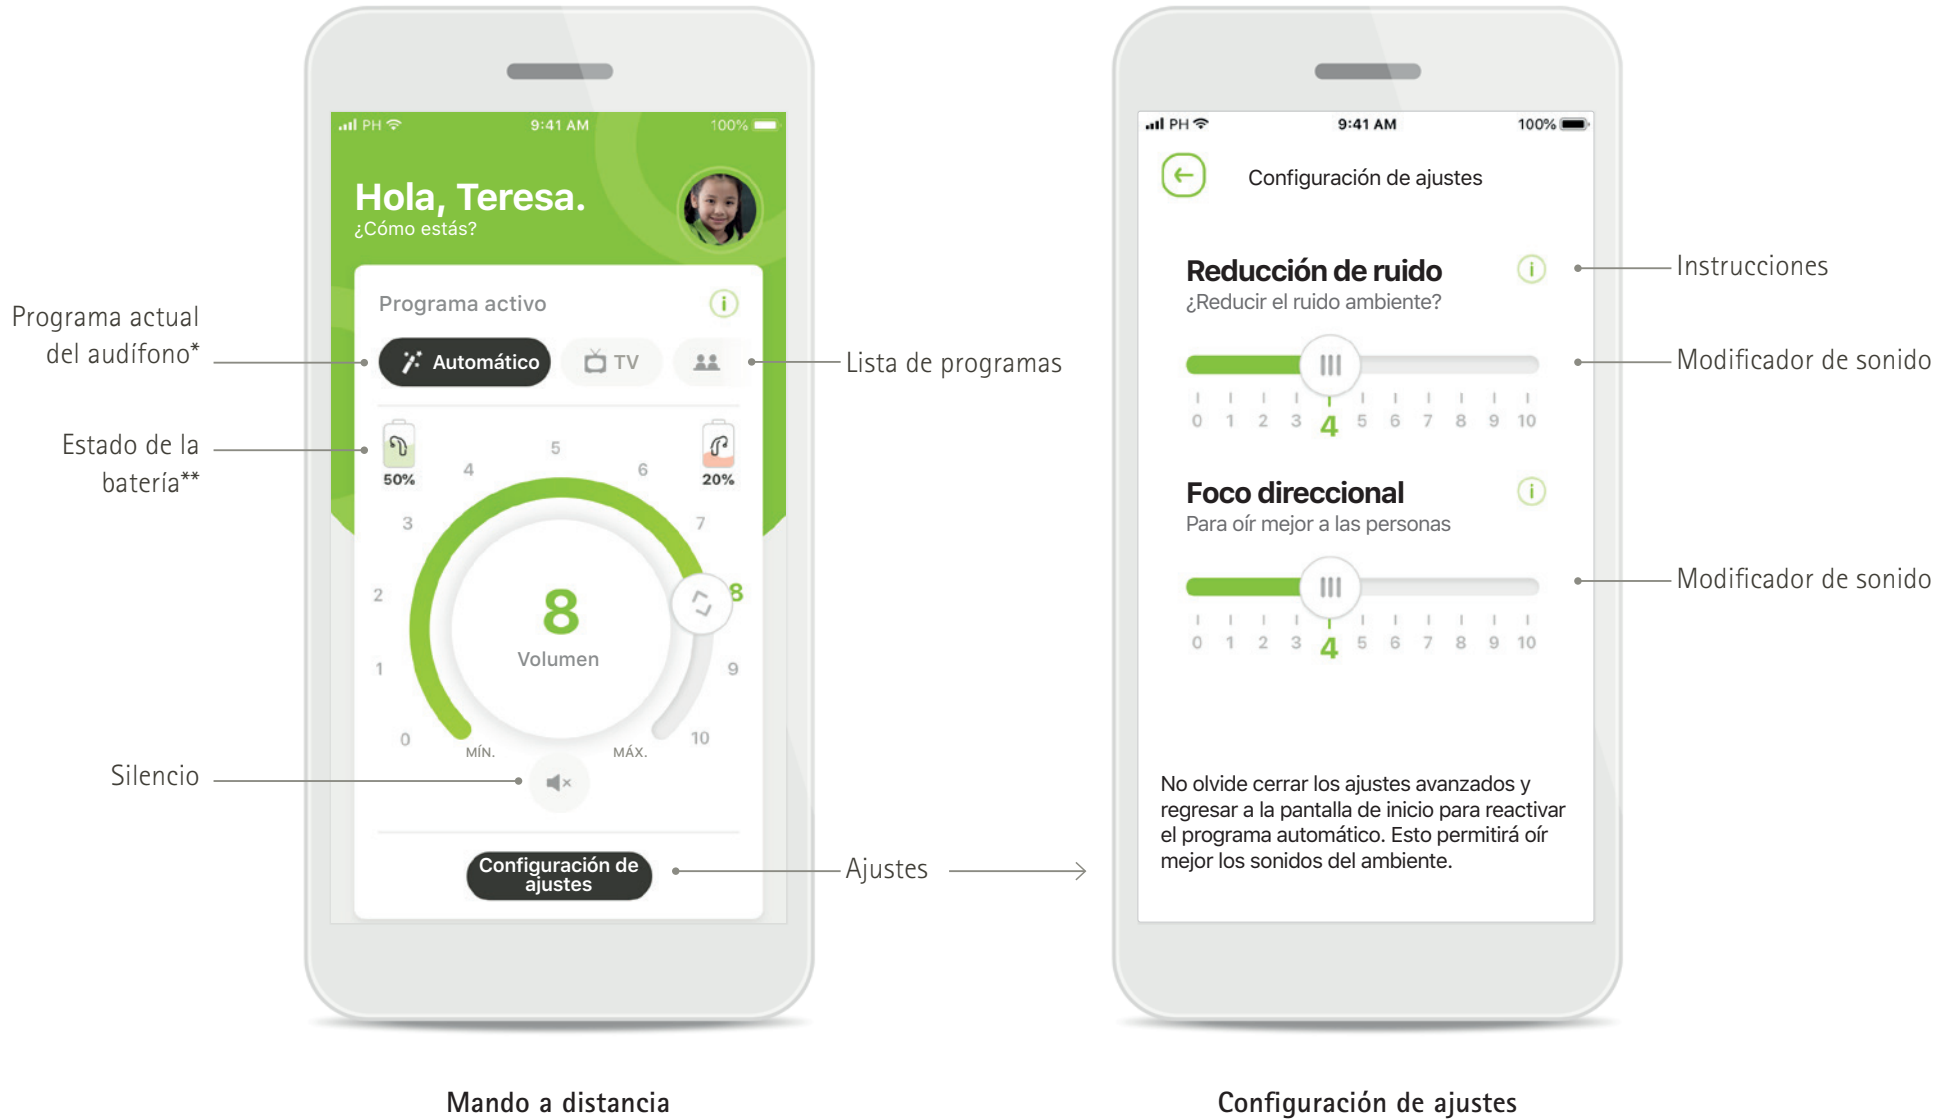 PH
9:41 AM
100%
Hola, Teresa.
¿Cómo estás?
Programa activo
i
Automático
TV
50%
20%
0
1
2
3
4
5
6
7
8
9
10
8
Volumen
MÍN.
MÁX.
Configuración de
ajustes
Programa actual
del audífono*
Estado de la
batería**
Silencio
Lista de programas
Ajustes
Mando a distancia
PH
9:41 AM
100%
Configuración de ajustes
Reducción de ruido
i
¿Reducir el ruido ambiente?
0 1 2 3 4 5 6 7 8 9 10
Foco direccional
i
Para oír mejor a las personas
0 1 2 3 4 5 6 7 8 9 10
No olvide cerrar los ajustes avanzados y
regresar a la pantalla de inicio para reactivar
el programa automático. Esto permitirá oír
mejor los sonidos del ambiente.
Instrucciones
Modificador de sonido
Modificador de sonido
Configuración de ajustes